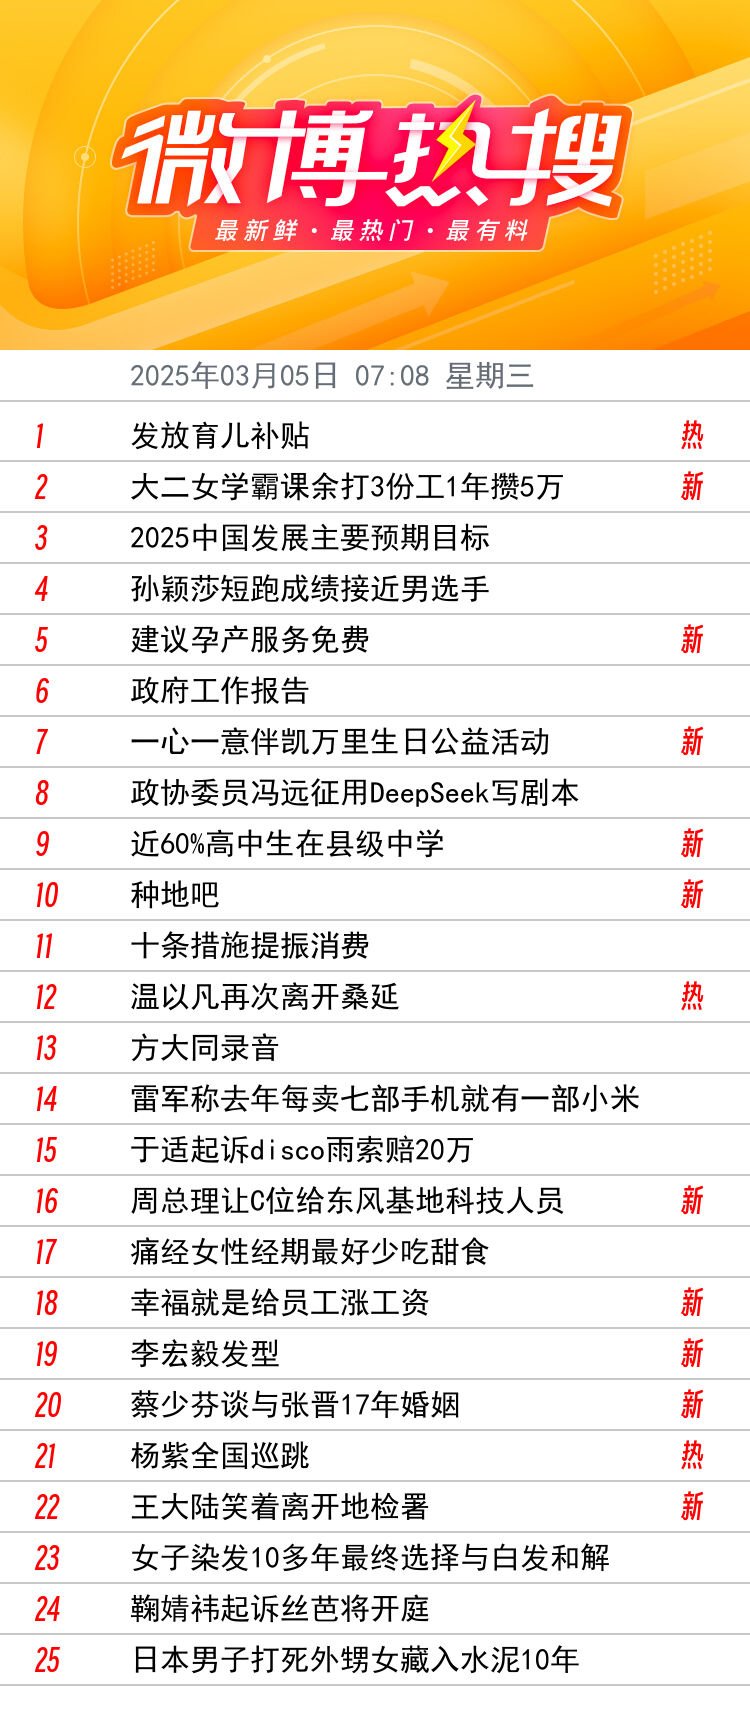 微博热搜
最新鲜·最热门·最有料
2025年03月05日 07:08 星期三
1 发放育儿补贴 热
2 大二女学霸课余打3份工1年攒5万 新
3 2025中国发展主要预期目标
4 孙颖莎短跑成绩接近男选手
5 建议孕产服务免费 新
6 政府工作报告
7 一心一意伴凯万里生日公益活动 新
8 政协委员冯远征用DeepSeek写剧本
9 近60%高中生在县级中学 新
10 种地吧 新
11 十条措施提振消费
12 温以凡再次离开桑延 热
13 方大同录音
14 雷军称去年每卖七部手机就有一部小米
15 于适起诉disco雨索赔20万
16 周总理让C位给东风基地科技人员 新
17 痛经女性经期最好少吃甜食
18 幸福就是给员工涨工资 新
19 李宏毅发型 新
20 蔡少芬谈与张晋17年婚姻 新
21 杨紫全国巡跳 热
22 王大陆笑着离开地检署 新
23 女子染发10多年最终选择与白发和解
24 鞠婧祎起诉丝芭将开庭
25 日本男子打死外甥女藏入水泥10年